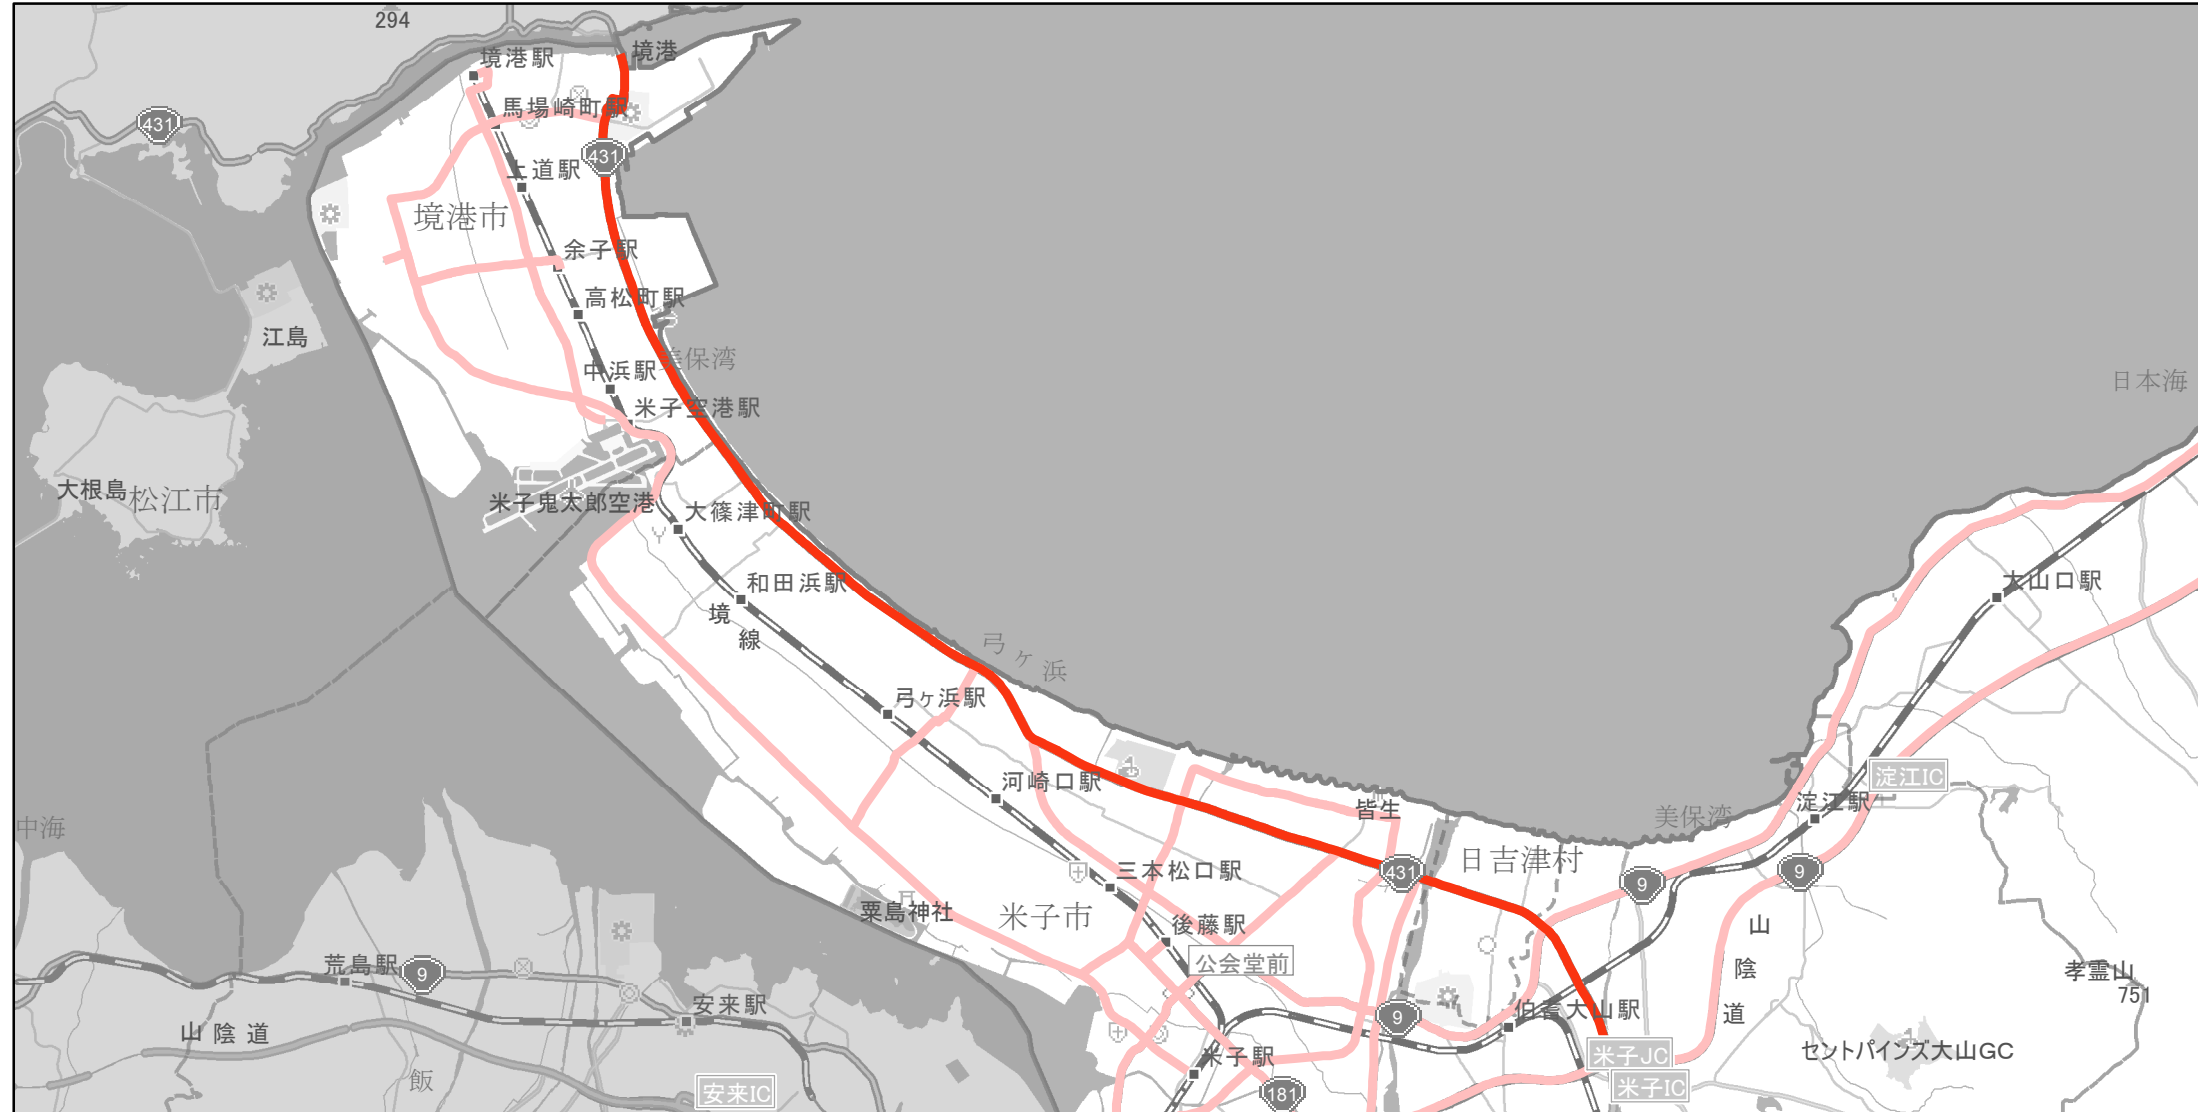 294
境港駅
境港
431
馬場崎町駅
431
上道駅
境港市
余子駅
高松町駅
江島
美保湾
中浜駅
日本海
米子空港駅
大根島
松江市
米子鬼太郎空港
大篠津町駅
和田浜駅
大山口駅
境線
弓ヶ浜
弓ヶ浜駅
河崎口駅
淀江IC
皆生
淀江駅
美保湾
中海
日吉津村
三本松口駅
431
9
9
粟島神社
米子市
後藤駅
山陰道
公会堂前
荒島駅
9
孝霊山
751
安来駅
9
伯耆大山駅
山陰道
米子駅
米子JC
セントパインズ大山GC
飯
安来IC
181
米子IC